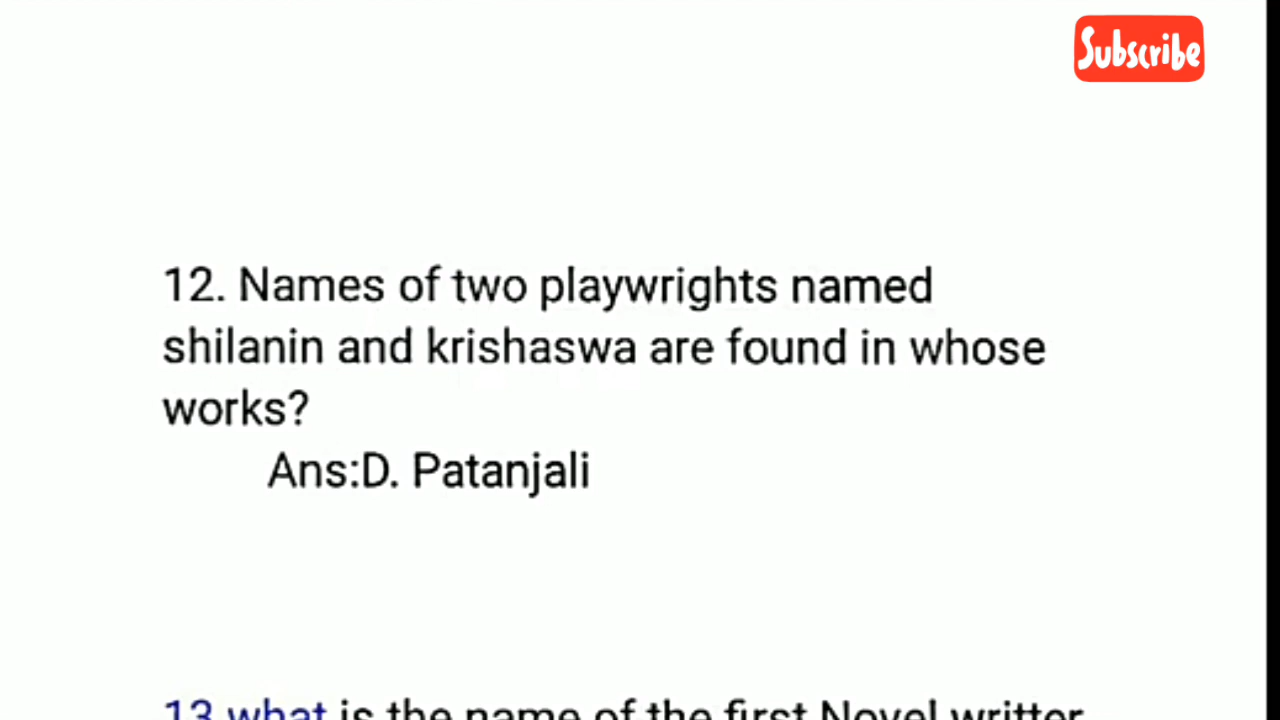 Subscribe
12. Names of two playwrights named
shilanin and krishaswa are found in whose
works?
Ans:D. Patanjali
13 what is the name of the first Novel writter